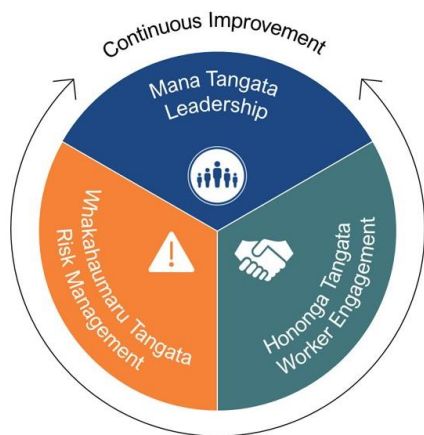 Continuous Improvement
Mana Tangata
Leadership
Whakahaumaru Tangata
Risk Management
Hononga Tangata
Worker Engagement